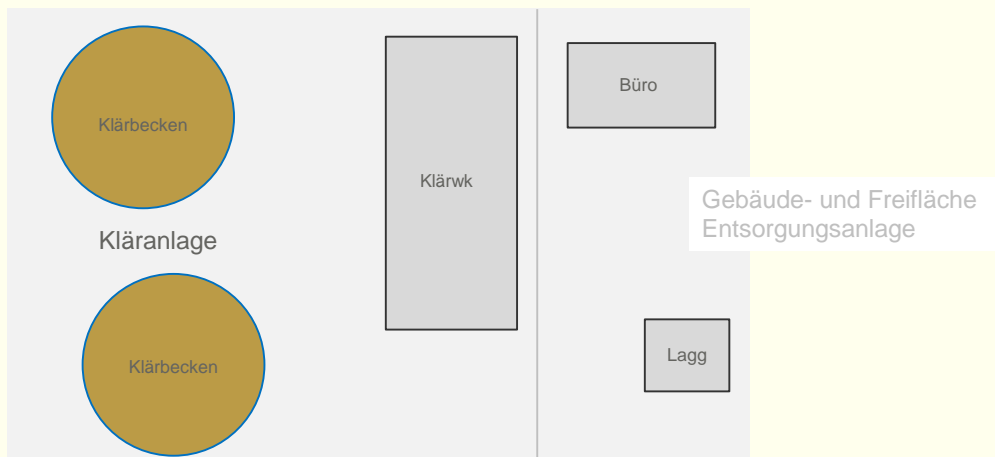 Klärbecken
Büro
Klärwk
Gebäude- und Freifläche
Entsorgungsanlage
Kläranlage
Lagg
Klärbecken